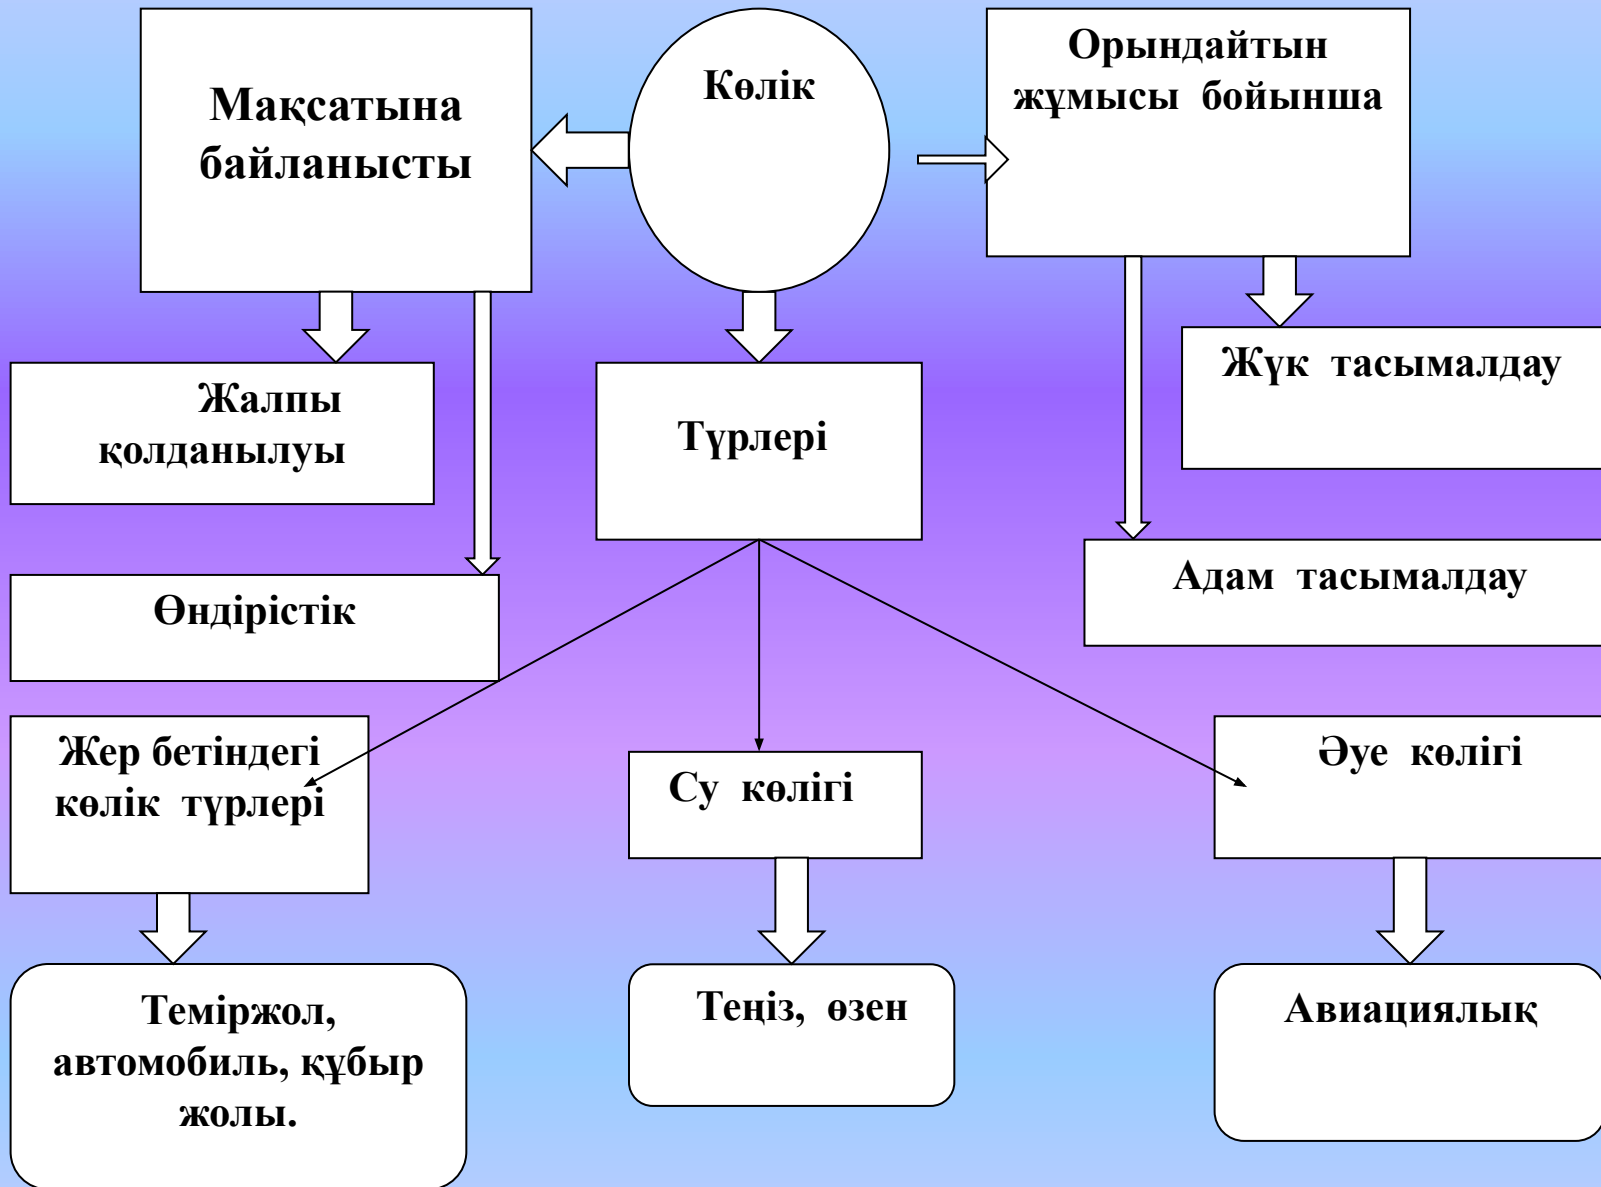 Мақсатына
байланысты
Көлік
Орындайтын
жұмысы бойынша
Жалпы
қолданылуы
Түрлері
Жүк тасымалдау
Өндірістік
Адам тасымалдау
Жер бетіндегі
көлік түрлері
Су көлігі
Әуе көлігі
Теміржол,
автомобиль, құбыр
жолы.
Теңіз, өзен
Авиациялық